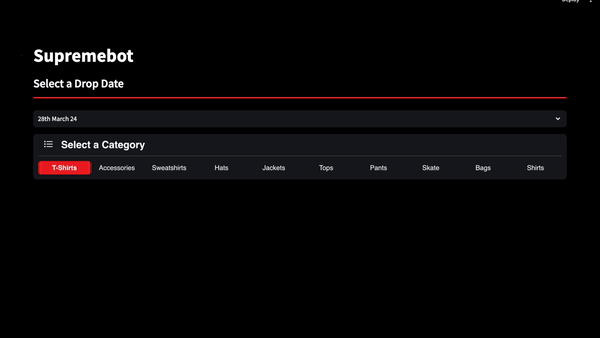 Deploy
Supremebot
Select a Drop Date
28th March 24
Select a Category
T-Shirts Accessories Sweatshirts Hats Jackets Tops Pants Skate Bags Shirts